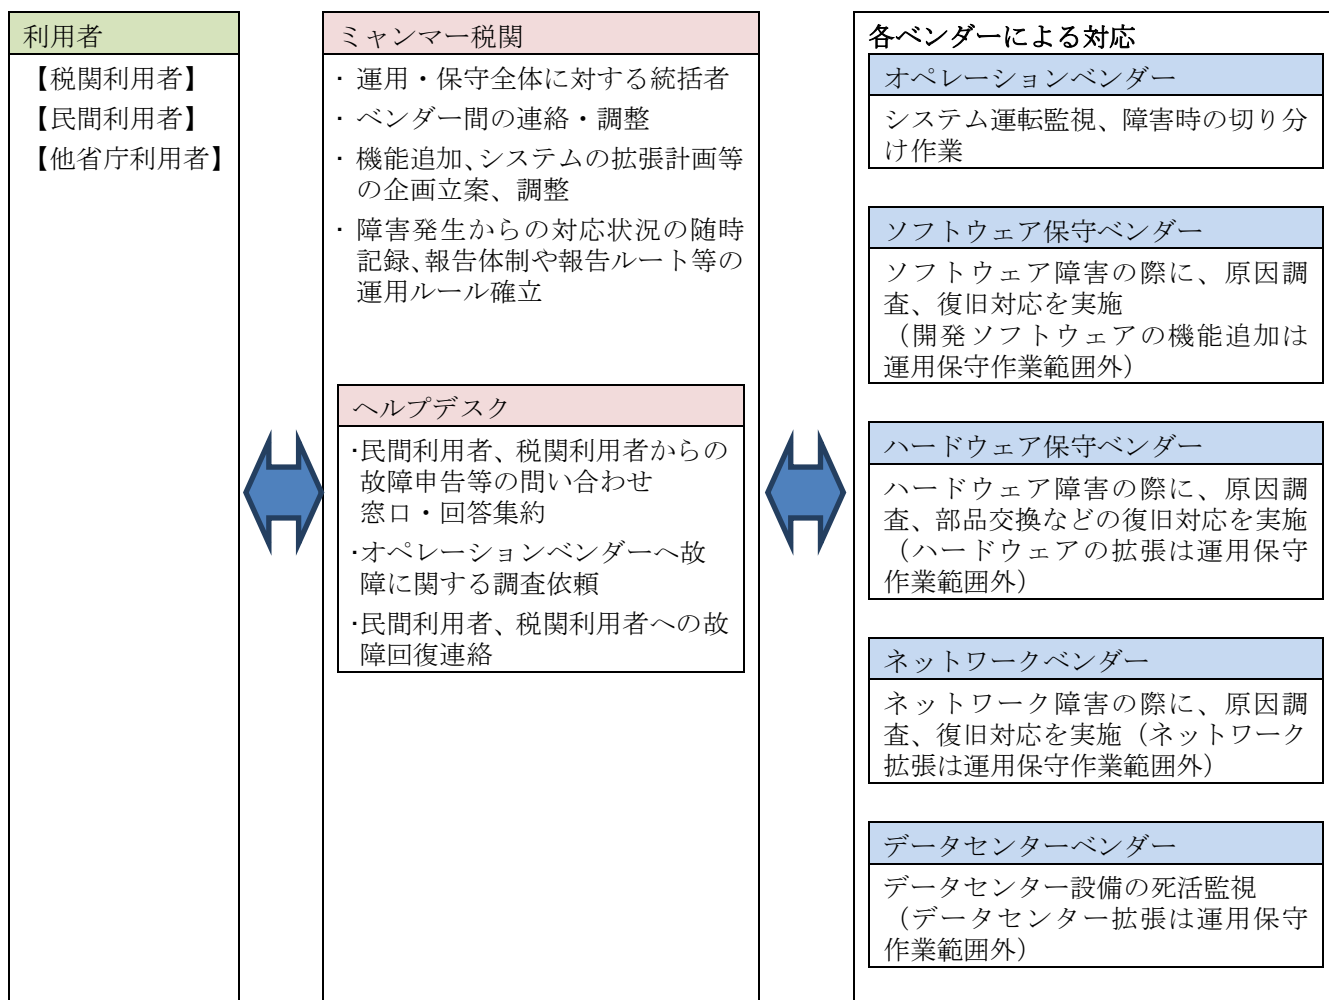 利用者
【税関利用者】
【民間利用者】
【他省庁利用者】
ミャンマー税関
・運用・保守全体に対する統括者
・ベンダー間の連絡・調整
・機能追加、システムの拡張計画等
の企画立案、調整
・障害発生からの対応状況の随時
記録、報告体制や報告ルート等の
運用ルール確立
ヘルプデスク
・民間利用者、税関利用者からの
故障申告等の問い合わせ
窓口・回答集約
・オペレーションベンダーへ故
障に関する調査依頼
・民間利用者、税関利用者への故
障回復連絡
各ベンダーによる対応
オペレーションベンダー
システム運転監視、障害時の切り分
け作業
ソフトウェア保守ベンダー
ソフトウェア障害の際に、原因調
査、復旧対応を実施
（開発ソフトウェアの機能追加は
運用保守作業範囲外）
ハードウェア保守ベンダー
ハードウェア障害の際に、原因調
査、部品交換などの復旧対応を実施
（ハードウェアの拡張は運用保守
作業範囲外）
ネットワークベンダー
ネットワーク障害の際に、原因調
査、復旧対応を実施（ネットワーク
拡張は運用保守作業範囲外）
データセンターベンダー
データセンター設備の死活監視
（データセンター拡張は運用保守
作業範囲外）